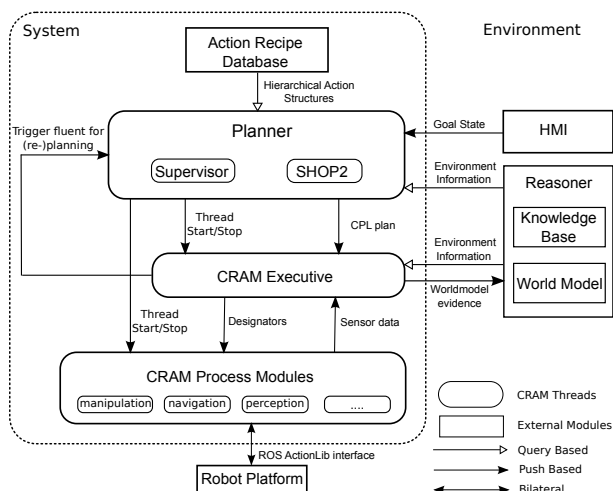 System
Environment
Action Recipe
Database
Hierarchical Action
Structures
Trigger fluent for
(re-)planning
Planner
Supervisor
SHOP2
Goal State
HMI
Environment
Information
Reasoner
Knowledge
Base
World Model
Thread
Start/Stop
CPL plan
CRAM Executive
Environment
Information
Worldmodel
evidence
Thread
Start/Stop
Designators
Sensor data
CRAM Process Modules
manipulation
navigation
perception
....
ROS ActionLib interface
Robot Platform
CRAM Threads
External Modules
Query Based
Push Based
Bilateral